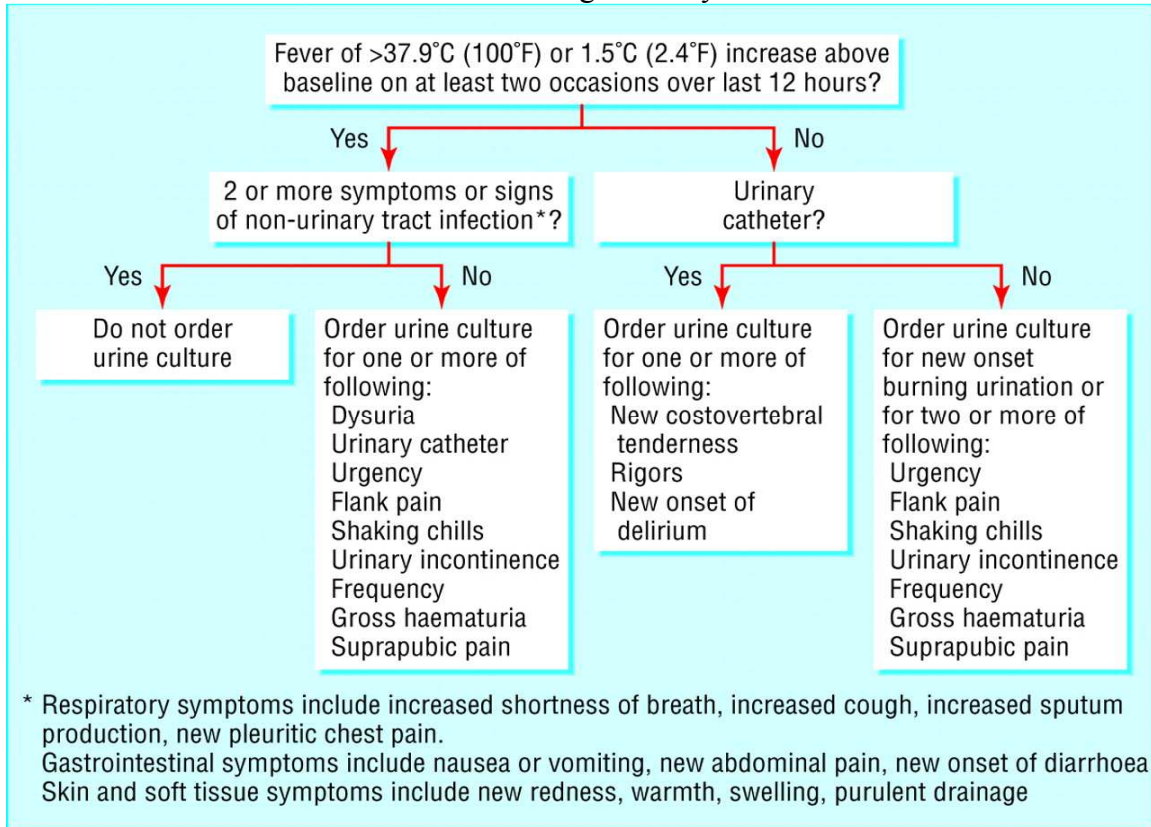 Fever of >37.9°C (100°F) or 1.5°C (2.4°F) increase above
baseline on at least two occasions over last 12 hours?
Yes
No
2 or more symptoms or signs
of non-urinary tract infection*?
Urinary
catheter?
Yes
No
Yes
No
Do not order
urine culture
Order urine culture
for one or more of
following:
Dysuria
Urinary catheter
Urgency
Flank pain
Shaking chills
Urinary incontinence
Frequency
Gross haematuria
Suprapubic pain
Order urine culture
for one or more of
following:
New costovertebral
tenderness
Rigors
New onset of
delirium
Order urine culture
for new onset
burning urination or
for two or more of
following:
Urgency
Flank pain
Shaking chills
Urinary incontinence
Frequency
Gross haematuria
Suprapubic pain
* Respiratory symptoms include increased shortness of breath, increased cough, increased sputum
production, new pleuritic chest pain.
Gastrointestinal symptoms include nausea or vomiting, new abdominal pain, new onset of diarrhoea
Skin and soft tissue symptoms include new redness, warmth, swelling, purulent drainage